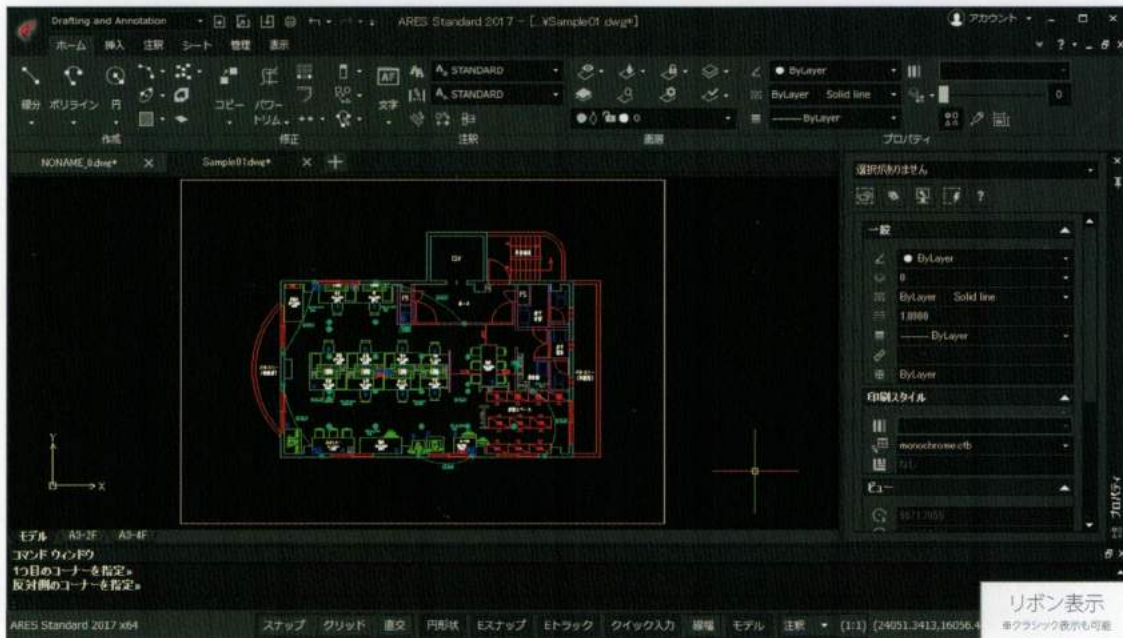 Drafting and Annotation
ARES Standard 2017 - [...¥Sample01.dwg*]
アカウント
ホーム 挿入 注釈 シート 管理 表示
線分 ポリライン 円
コピー パワー
トリム
文字
STANDARD
STANDARD
0
ByLayer
ByLayer Solid line
ByLayer
0
作成 修正 注釈 画層 プロパティ
NONAME_0.dwg*
Sample01.dwg*
選択がありません
一般
ByLayer
0
ByLayer Solid line
1.0000
ByLayer
ByLayer
印刷スタイル
monochrome.ctb
なし
ビュー
プロパティ
Y
X
モデル A3-2F A3-4F
コマンド ウィンドウ
1つ目のコーナーを指定»
反対側のコーナーを指定»
ARES Standard 2017 x64
スナップ グリッド 直交 円形状 Eスナップ Eトラック クイック入力 線幅 モデル 注釈 (1:1) (24051.3413,16056.4
リボン表示
※クラシック表示も可能